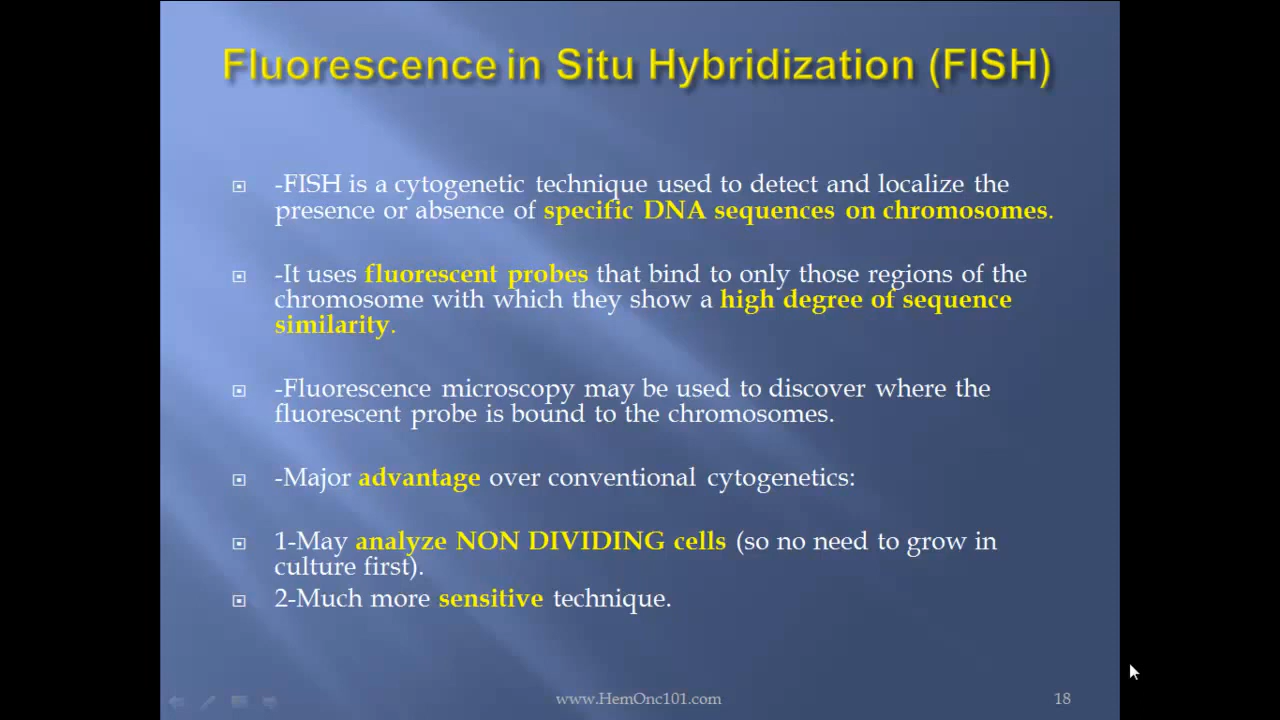 Fluorescence in Situ Hybridization (FISH)
-FISH is a cytogenetic technique used to detect and localize the
presence or absence of specific DNA sequences on chromosomes.
-It uses fluorescent probes that bind to only those regions of the
chromosome with which they show a high degree of sequence
similarity.
-Fluorescence microscopy may be used to discover where the
fluorescent probe is bound to the chromosomes.
-Major advantage over conventional cytogenetics:
1-May analyze NON DIVIDING cells (so no need to grow in
culture first).
2-Much more sensitive technique.
www.HemOnc101.com
18